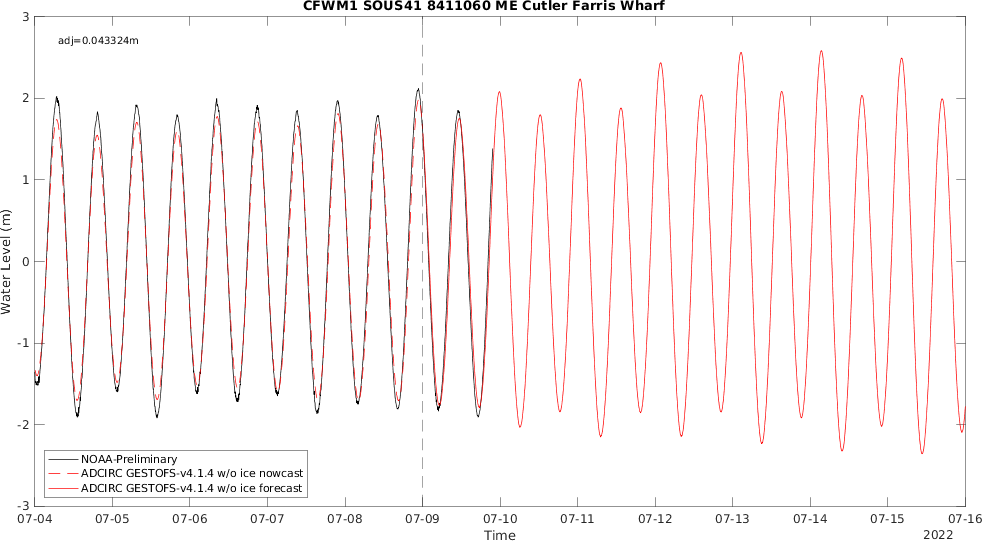 CFWM1 SOUS41 8411060 ME Cutler Farris Wharf
adj=0.043324m
3
2
1
0
-1
-2
-3
Water Level (m)
NOAA-Preliminary
ADCIRC GESTOFS-v4.1.4 w/o ice nowcast
ADCIRC GESTOFS-v4.1.4 w/o ice forecast
07-04 07-05 07-06 07-07 07-08 07-09 07-10 07-11 07-12 07-13 07-14 07-15 07-16
Time
2022